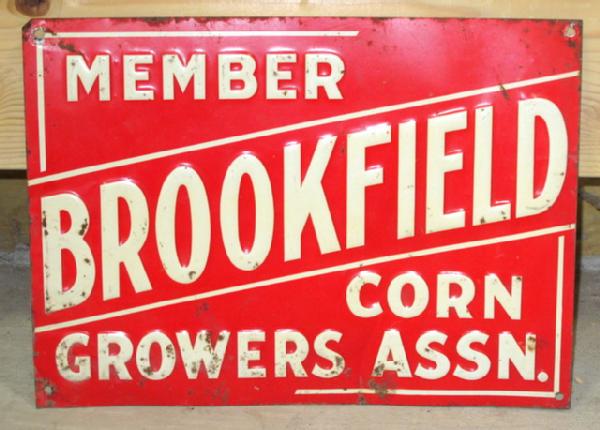 MEMBER
BROOKFIELD
CORN
GROWERS ASSN.